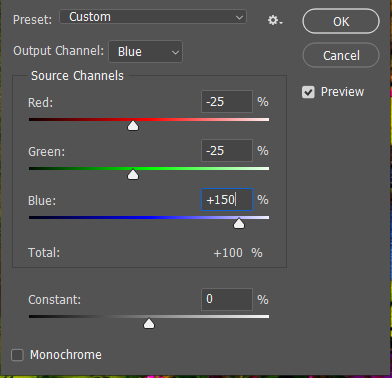 Preset: Custom OK
Output Channel: Blue Cancel
Source Channels
Preview
Red: -25 %
Green: -25 %
Blue: +150 %
Total: +100 %
Constant: 0 %
Monochrome